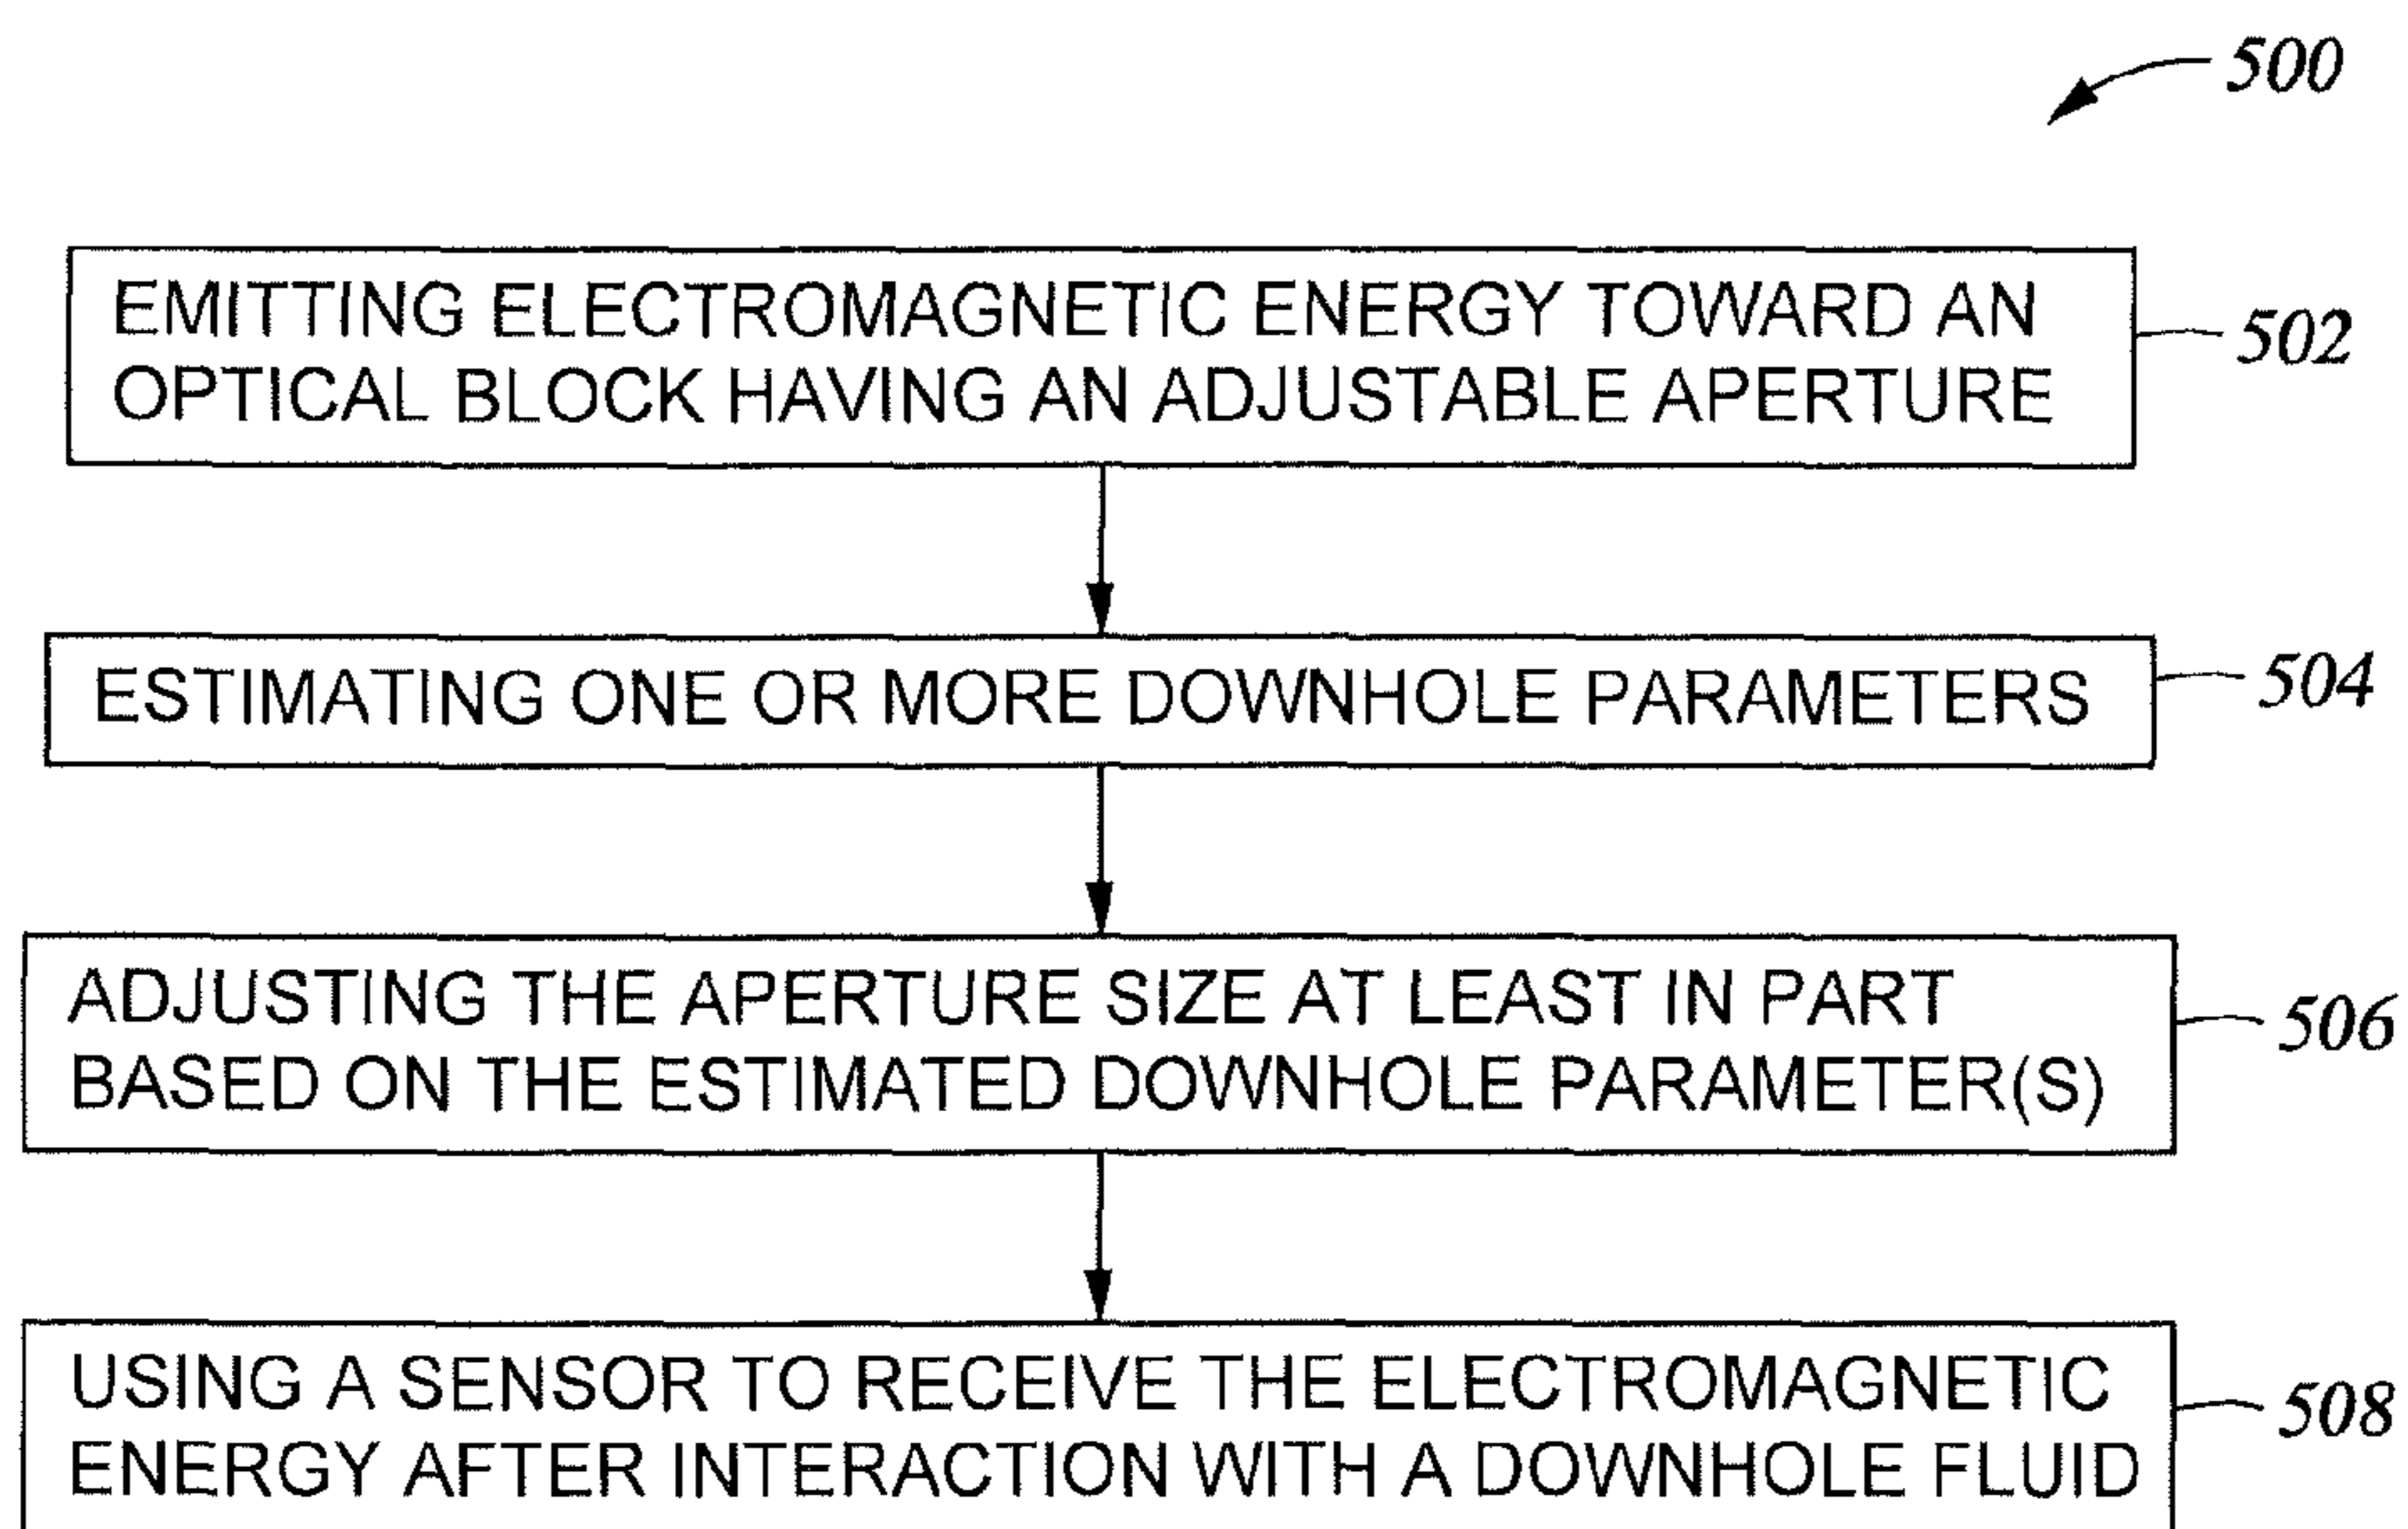 500
EMITTING ELECTROMAGNETIC ENERGY TOWARD AN
OPTICAL BLOCK HAVING AN ADJUSTABLE APERTURE
502
ESTIMATING ONE OR MORE DOWNHOLE PARAMETERS
504
ADJUSTING THE APERTURE SIZE AT LEAST IN PART
BASED ON THE ESTIMATED DOWNHOLE PARAMETER(S)
506
USING A SENSOR TO RECEIVE THE ELECTROMAGNETIC
ENERGY AFTER INTERACTION WITH A DOWNHOLE FLUID
508